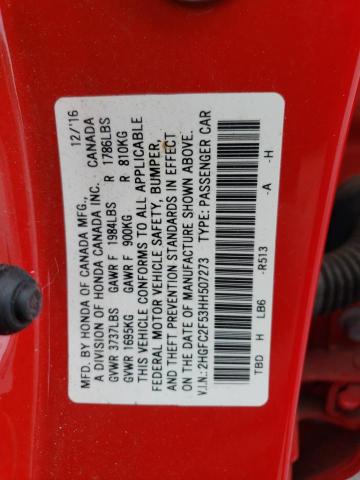 MFD. BY HONDA OF CANADA MFG., 12/'16
A DIVISION OF HONDA CANADA INC. CANADA
GVWR 3737LBS GAWR F 1984LBS R 1786LBS
GVWR 1695KG GAWR F 900KG R 810KG
THIS VEHICLE CONFORMS TO ALL APPLICABLE
FEDERAL MOTOR VEHICLE SAFETY, BUMPER,
AND THEFT PREVENTION STANDARDS IN EFFECT
ON THE DATE OF MANUFACTURE SHOWN ABOVE.
V.I.N.: 2HGFC2F53HH507273 TYPE: PASSENGER CAR
TBD H LB6 -R513 -A -H